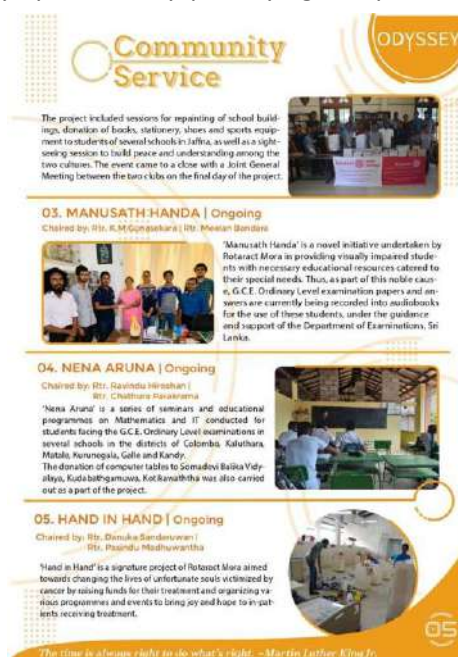 ODYSSEY
Community
Service
The project included sessions for repainting of school build-
ings, donation of books, stationery, shoes and sports equip-
ment to students of several schools in Jaffna, as well as a sight-
seeing session to build peace and understanding among the
two cultures. The event came to a close with a Joint General
Meeting between the two clubs on the final day of the project.
03. MANUSATH HANDA | Ongoing
Chaired by: Rtr. K.M.Gunasekara | Rtr. Meelan Bandara
'Manusath Handa' is a novel initiative undertaken by
Rotaract Mora in providing visually impaired stude-
nts with necessary educational resources catered to
their special needs. Thus, as part of this noble caus-
e, G.C.E. Ordinary Level examination papers and an-
swers are currently being recorded into audiobooks
for the use of these students, under the guidance
and support of the Department of Examinations, Sri
Lanka.
04. NENA ARUNA | Ongoing
Chaired by: Rtr. Ravindu Hiroshan |
Rtr. Chathura
'Nena Aruna' is a series of seminars and educational
programmes on Mathematics and IT conducted for
students facing the G.C.E. Ordinary Level examinations in
several schools in the districts of Colombo, Kaluthara,
Matale, Kurunegala, Galle and Kandy.
The donation of computer tables to Somadevi Balika Vidy-
alaya, Kudabathgamuwa, Kotikawaththa was also carried
out as a part of the project.
05. HAND IN HAND | Ongoing
Chaired by: Rtr. Danuka Sandaruwan |
Rtr. Pasindu Madhuwantha
'Hand in Hand' is a signature project of Rotaract Mora aimed
towards changing the lives of unfortunate souls victimized by
cancer by raising funds for their treatment and organizing va-
rious programmes and events to bring joy and hope to in-pat-
ients receiving treatment.
05
The time is always right to do what's right. ~Martin Luther King Jr.